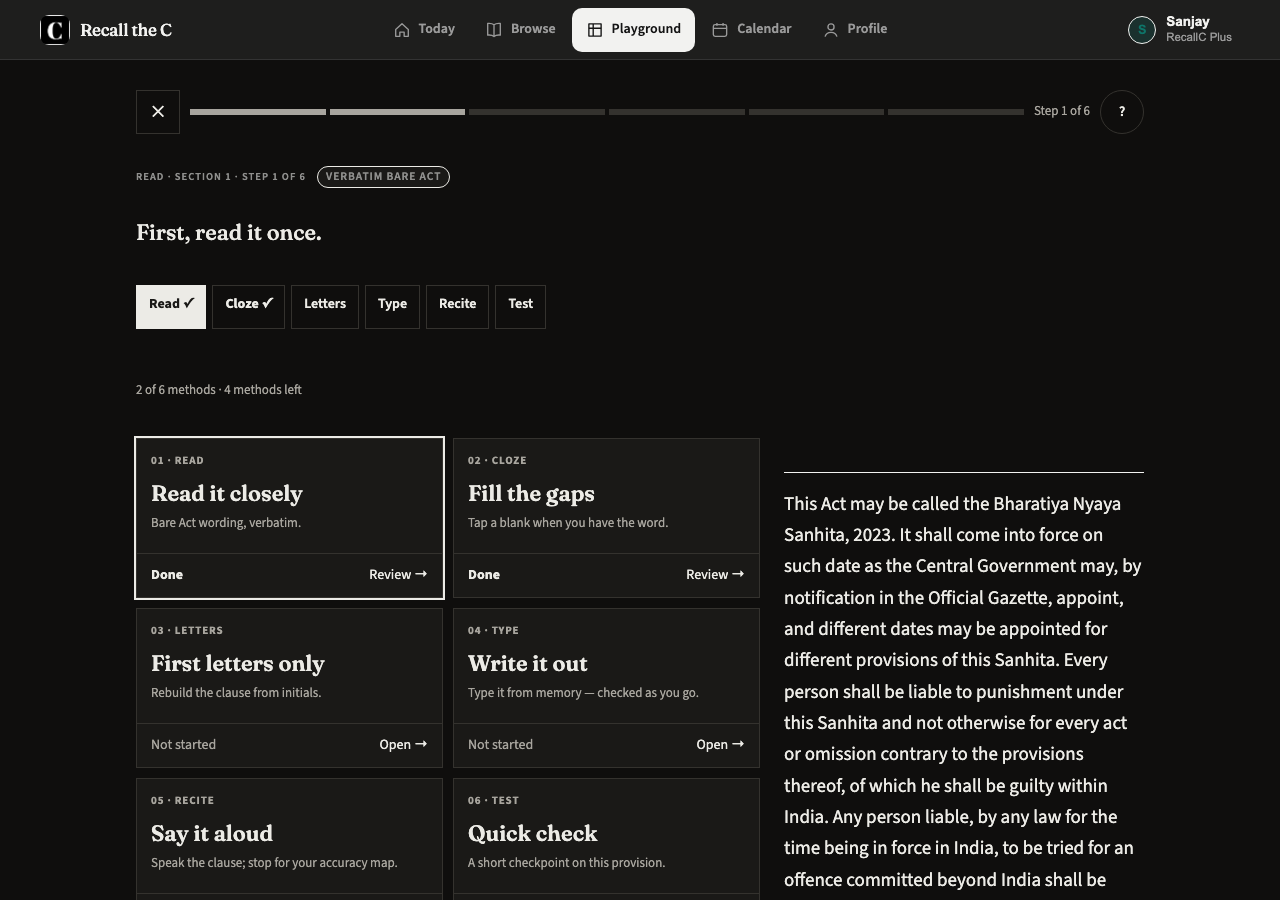 C Recall the C
Today
Browse
Playground
Calendar
Profile
S
Sanjay
RecallC Plus
✕
Step 1 of 6
?
READ · SECTION 1 · STEP 1 OF 6
VERBATIM BARE ACT
First, read it once.
Read ✓
Cloze ✓
Letters
Type
Recite
Test
2 of 6 methods · 4 methods left
01 · READ
Read it closely
Bare Act wording, verbatim.
Done
Review →
02 · CLOZE
Fill the gaps
Tap a blank when you have the word.
Done
Review →
03 · LETTERS
First letters only
Rebuild the clause from initials.
Not started
Open →
04 · TYPE
Write it out
Type it from memory — checked as you go.
Not started
Open →
05 · RECITE
Say it aloud
Speak the clause; stop for your accuracy map.
06 · TEST
Quick check
A short checkpoint on this provision.
This Act may be called the Bharatiya Nyaya
Sanhita, 2023. It shall come into force on
such date as the Central Government may, by
notification in the Official Gazette, appoint,
and different dates may be appointed for
different provisions of this Sanhita. Every
person shall be liable to punishment under
this Sanhita and not otherwise for every act
or omission contrary to the provisions
thereof, of which he shall be guilty within
India. Any person liable, by any law for the
time being in force in India, to be tried for an
offence committed beyond India shall be